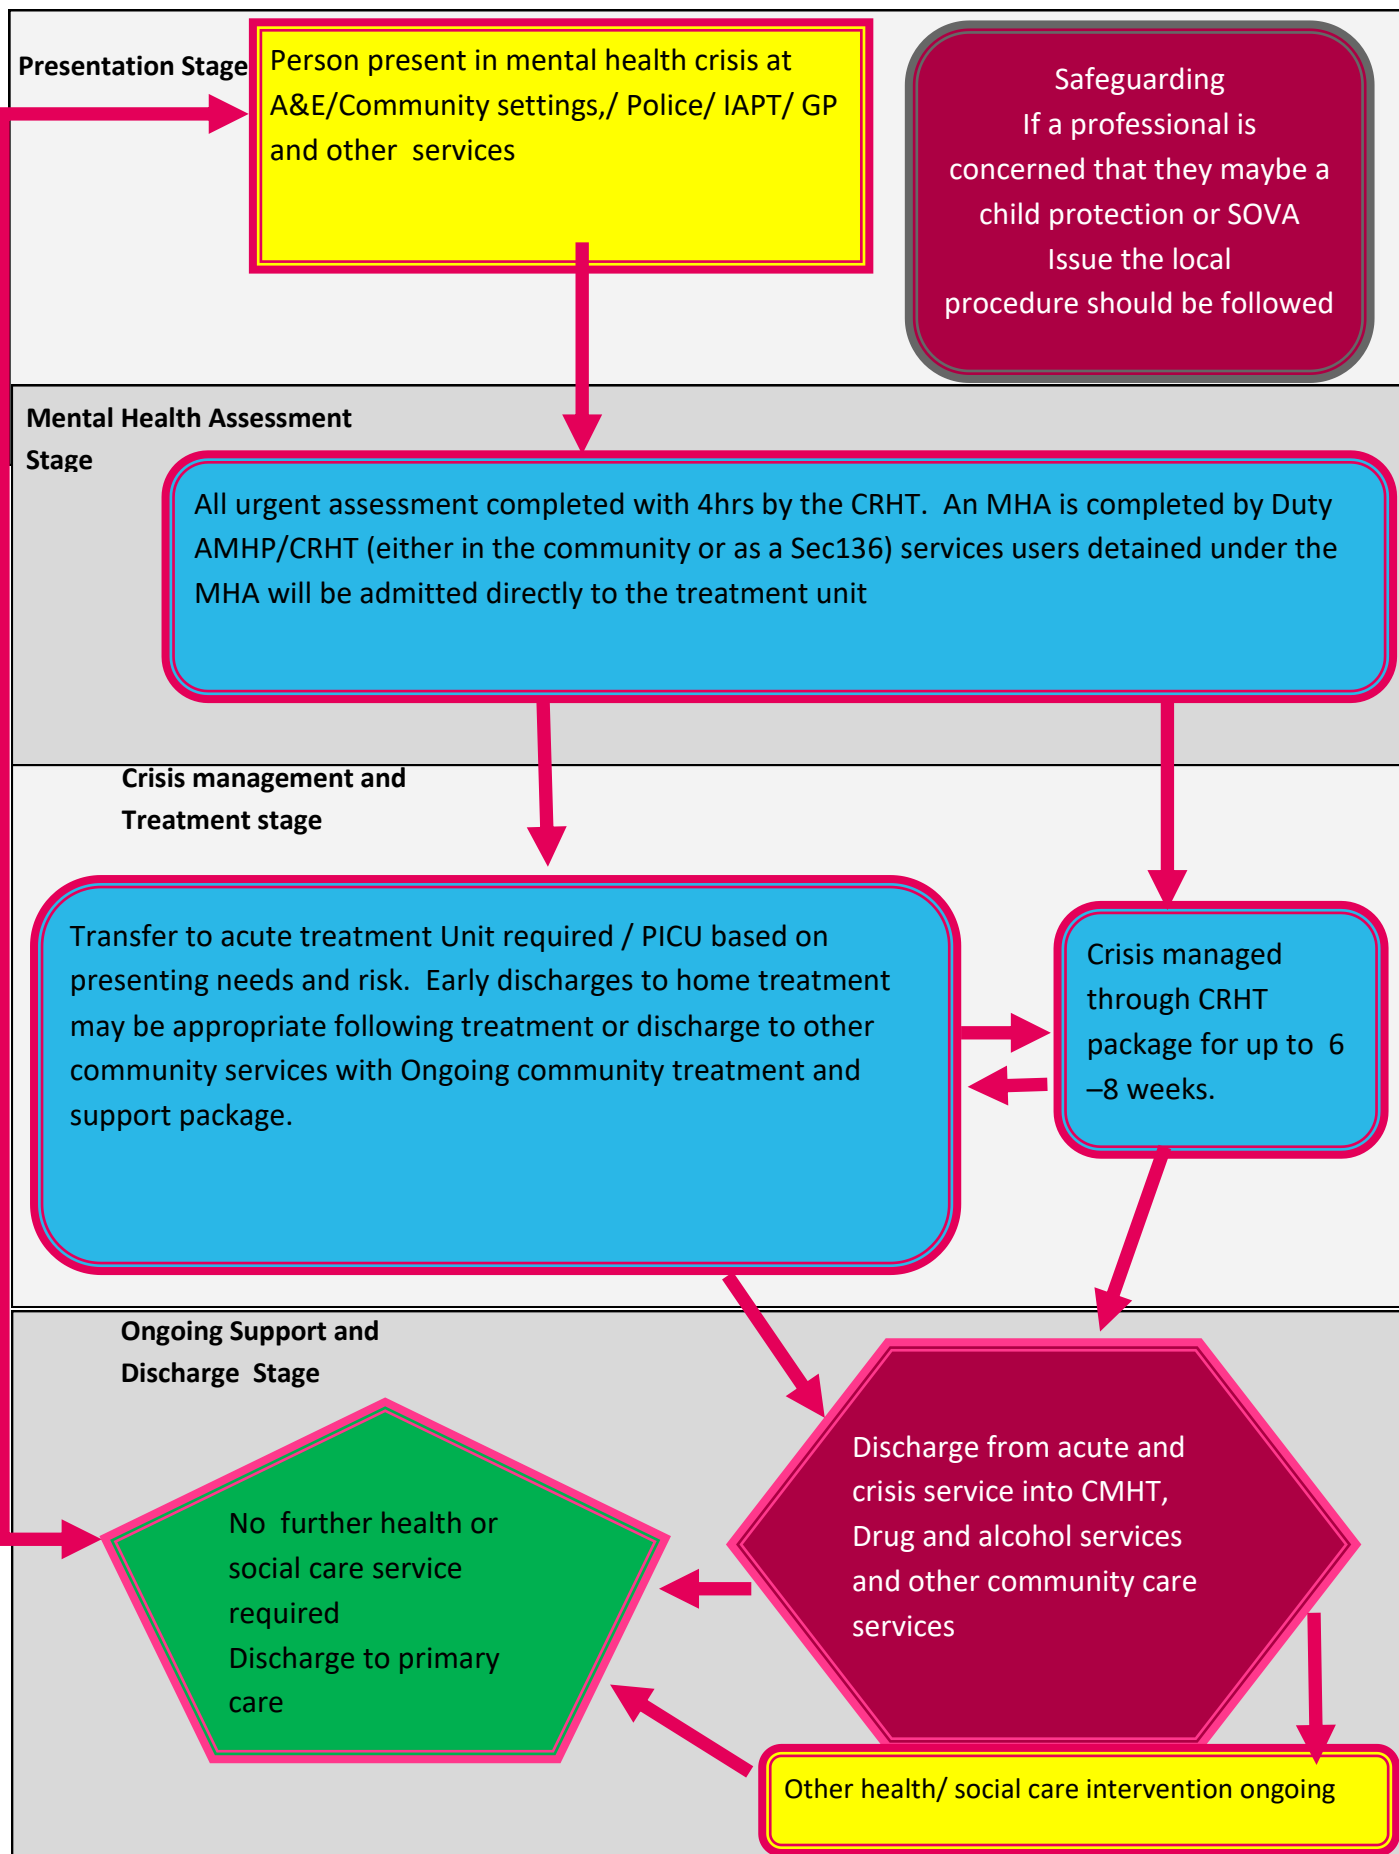 Presentation Stage
Person present in mental health crisis at
A&E/Community settings,/ Police/ IAPT/ GP
and other services
Safeguarding
If a professional is
concerned that they maybe a
child protection or SOVA
Issue the local
procedure should be followed
Mental Health Assessment
Stage
All urgent assessment completed with 4hrs by the CRHT. An MHA is completed by Duty
AMHP/CRHT (either in the community or as a Sec136) services users detained under the
MHA will be admitted directly to the treatment unit
Crisis management and
Treatment stage
Transfer to acute treatment Unit required / PICU based on
presenting needs and risk. Early discharges to home treatment
may be appropriate following treatment or discharge to other
community services with Ongoing community treatment and
support package.
Crisis managed
through CRHT
package for up to 6
–8 weeks.
Ongoing Support and
Discharge Stage
No further health or
social care service
required
Discharge to primary
care
Discharge from acute and
crisis service into CMHT,
Drug and alcohol services
and other community care
services
Other health/ social care intervention ongoing